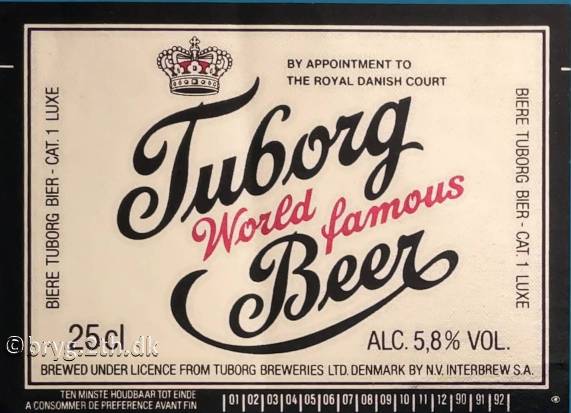 BY APPOINTMENT TO
THE ROYAL DANISH COURT
Tuborg
World famous
Beer
BIERE TUBORG BIER - CAT. 1 LUXE
BIERE TUBORG BIER - CAT. 1 LUXE
25cl
ALC. 5,8% VOL.
©bryg.2th.dk
BREWED UNDER LICENCE FROM TUBORG BREWERIES LTD. DENMARK BY N.V. INTERBREW S.A.
TEN MINSTE HOUDBAAR TOT EINDE
A CONSOMMER DE PREFERENCE AVANT FIN
01 02 03 04 05 06 07 08 09 10 11 12 90 91 92